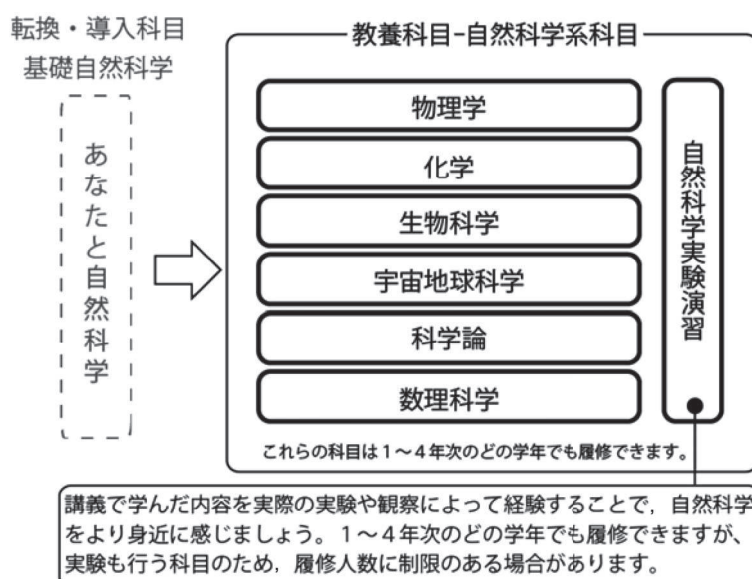 転換・導入科目
基礎自然科学
あなたと自然科学
教養科目-自然科学系科目
物理学
化学
生物科学
宇宙地球科学
科学論
数理科学
自然科学実験演習
これらの科目は1～4年次のどの学年でも履修できます。
講義で学んだ内容を実際の実験や観察によって経験することで，自然科学
をより身近に感じましょう。1～4年次のどの学年でも履修できますが、
実験も行う科目のため，履修人数に制限のある場合があります。